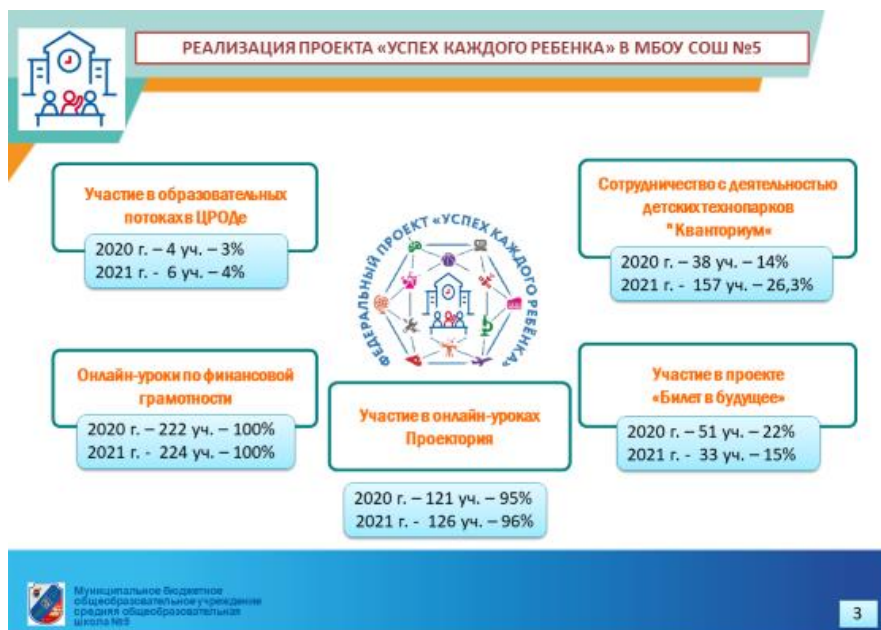 РЕАЛИЗАЦИЯ ПРОЕКТА «УСПЕХ КАЖДОГО РЕБЕНКА» В МБОУ СОШ №5
Участие в образовательных
потоках в ЦРОДе
2020 г. – 4 уч. – 3%
2021 г. - 6 уч. – 4%
Сотрудничество с деятельностью
детских технопарков
"Кванториум«
2020 г. – 38 уч. – 14%
2021 г. - 157 уч. – 26,3%
ФЕДЕРАЛЬНЫЙ ПРОЕКТ «УСПЕХ КАЖДОГО РЕБЁНКА»
Онлайн-уроки по финансовой
грамотности
2020 г. – 222 уч. – 100%
2021 г. - 224 уч. – 100%
Участие в онлайн-уроках
Проектория
2020 г. – 121 уч. – 95%
2021 г. - 126 уч. – 96%
Участие в проекте
«Билет в будущее»
2020 г. – 51 уч. – 22%
2021 г. - 33 уч. – 15%
Муниципальное бюджетное
общеобразовательное учреждение
средняя общеобразовательная
школа №5
3